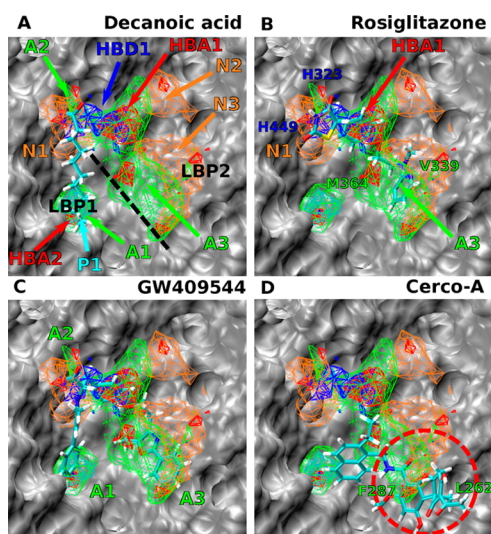 A Decanoic acid
A2 HBD1 HBA1 N2
N3
N1
LBP2
LBP1
HBA2 P1 A1 A3
B Rosiglitazone
HBA1
H323
H449
N1
V339
M364
A3
C GW409544
A2
A1 A3
D Cerco-A
F287 L262